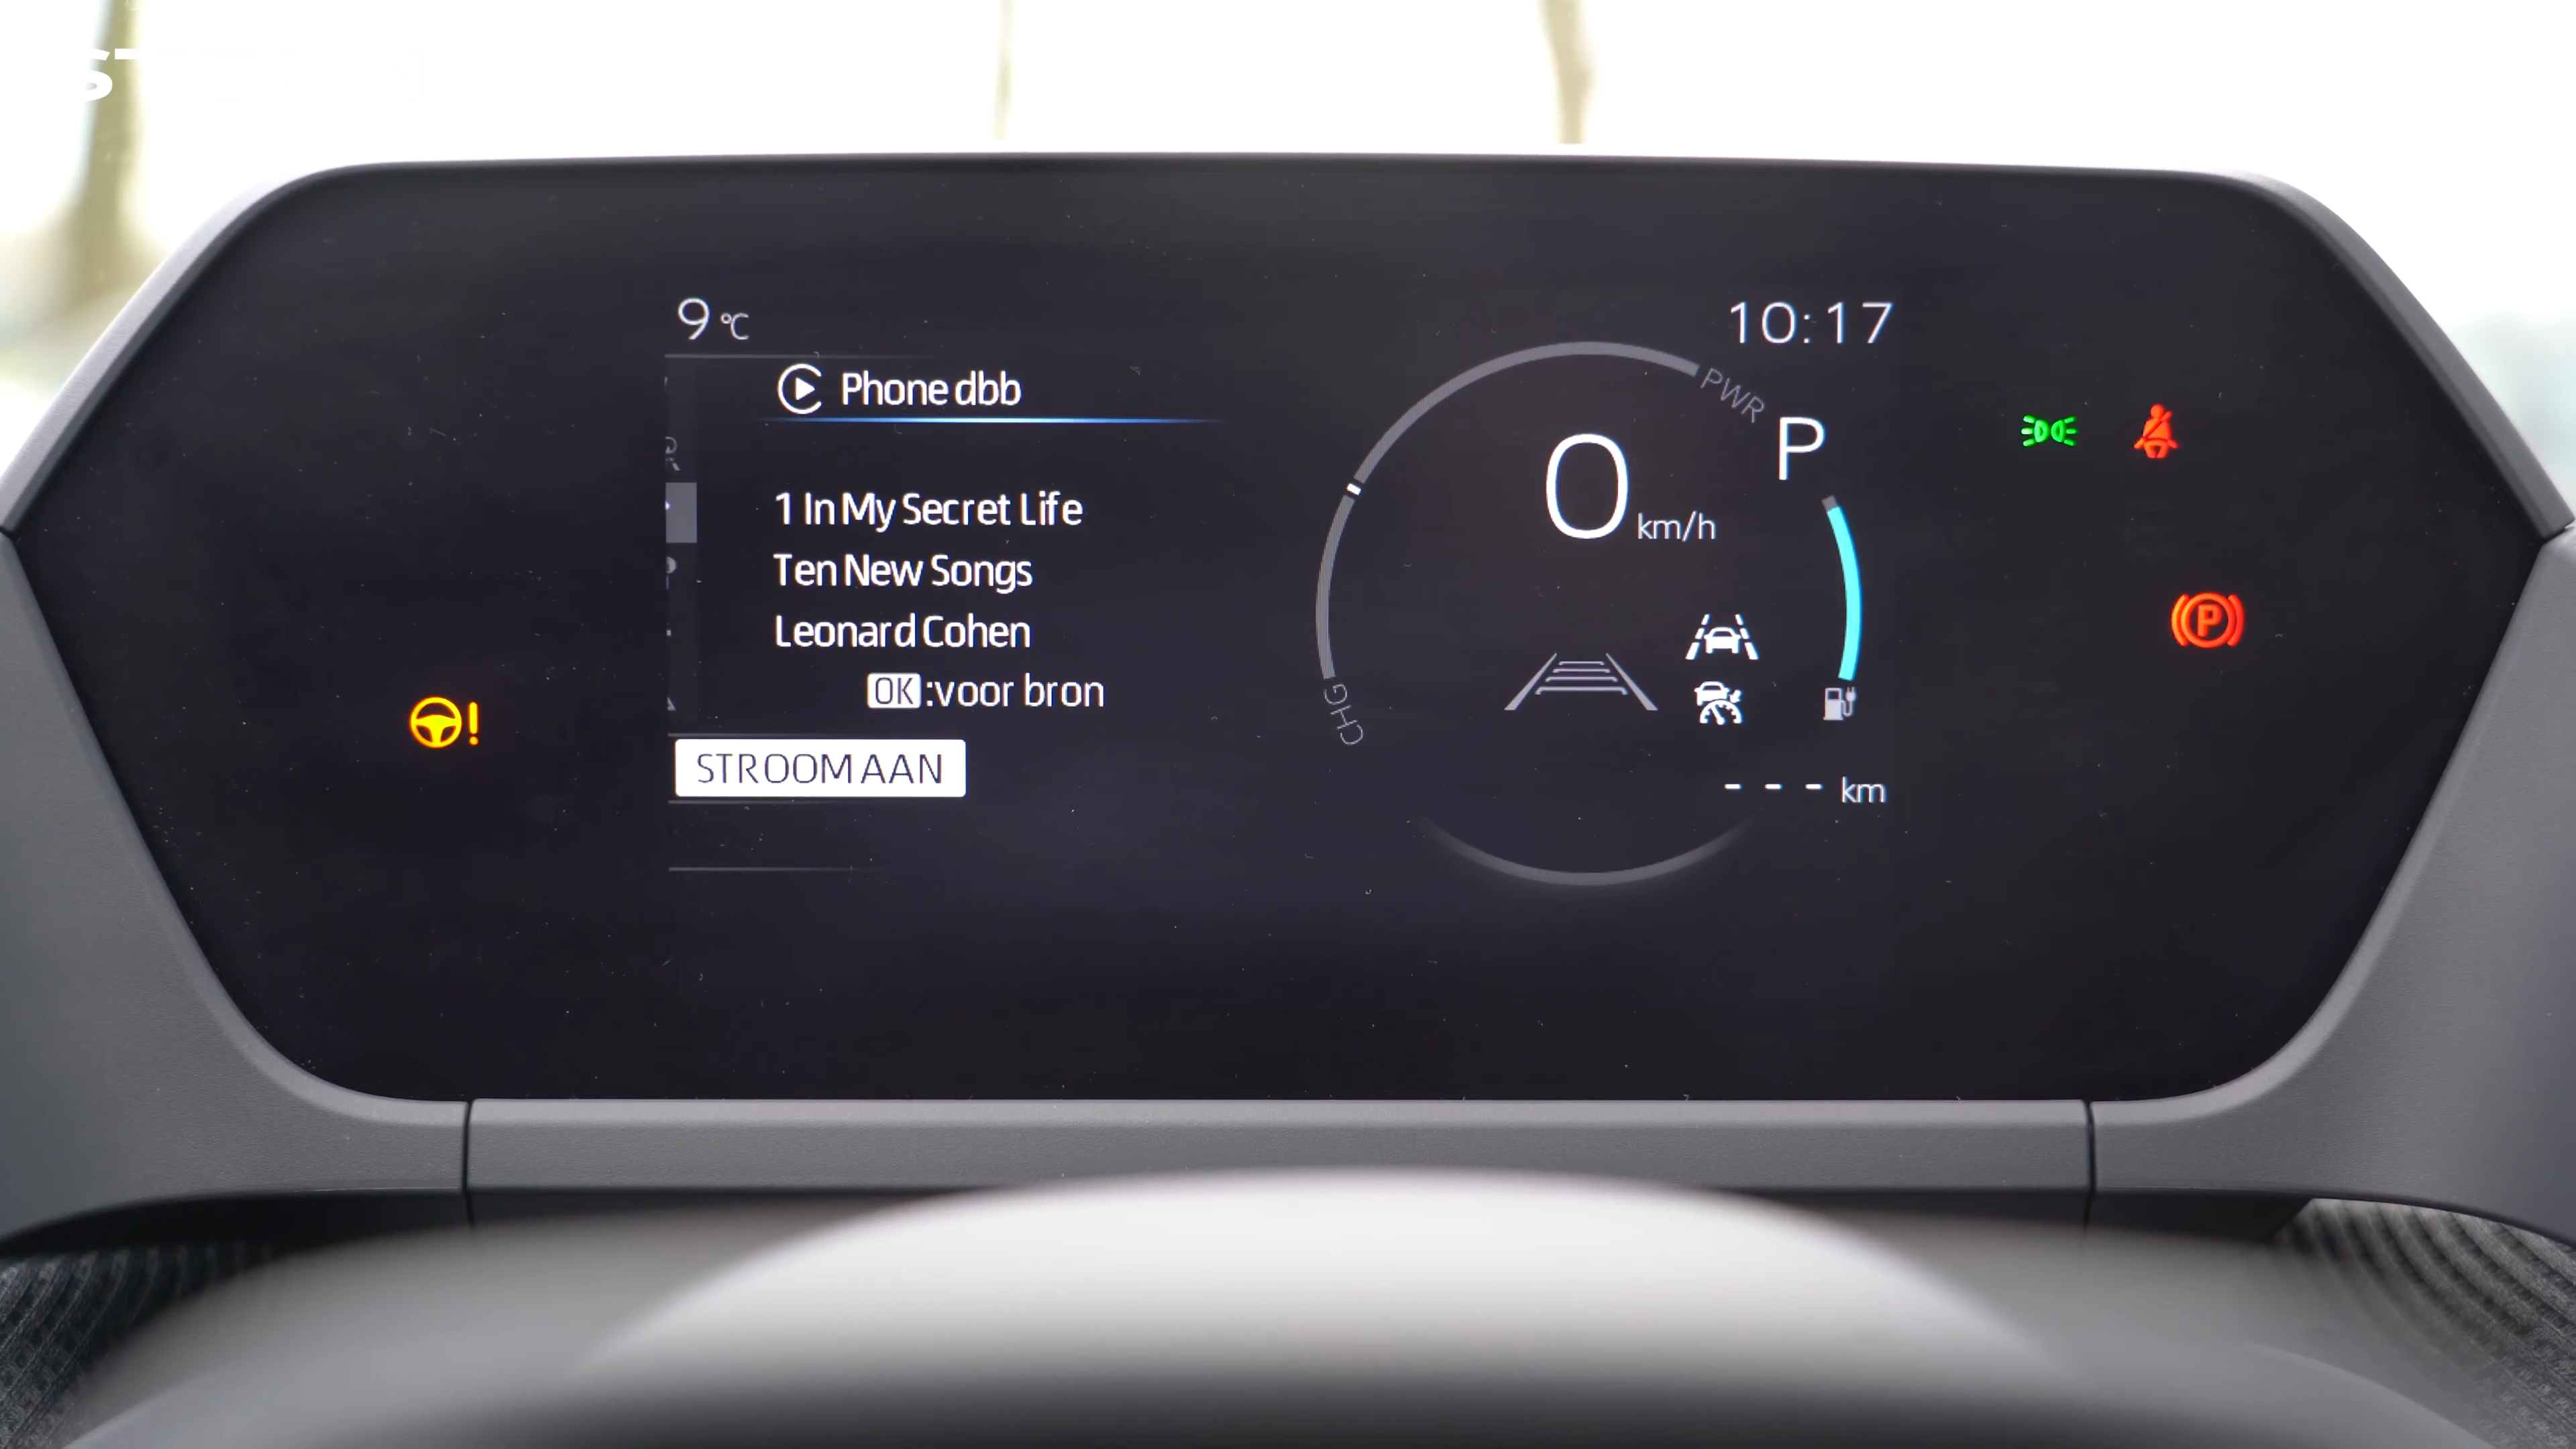 ST
9 °C
10:17
Phone dbb
PWR
P
1 In My Secret Life
0 km/h
Ten New Songs
Leonard Cohen
OK :voor bron
CHG
STROOM AAN
- - - km
P